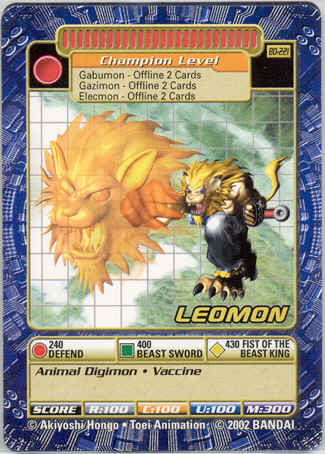 BO-221
Champion Level
Gabumon - Offline 2 Cards
Gazimon - Offline 2 Cards
Elecmon - Offline 2 Cards
LEOMON
240 DEFEND
400 BEAST SWORD
430 FIST OF THE BEAST KING
Animal Digimon • Vaccine
SCORE R:100 C:100 U:100 M:300
© Akiyoshi Hongo • Toei Animation • © 2002 BANDAI